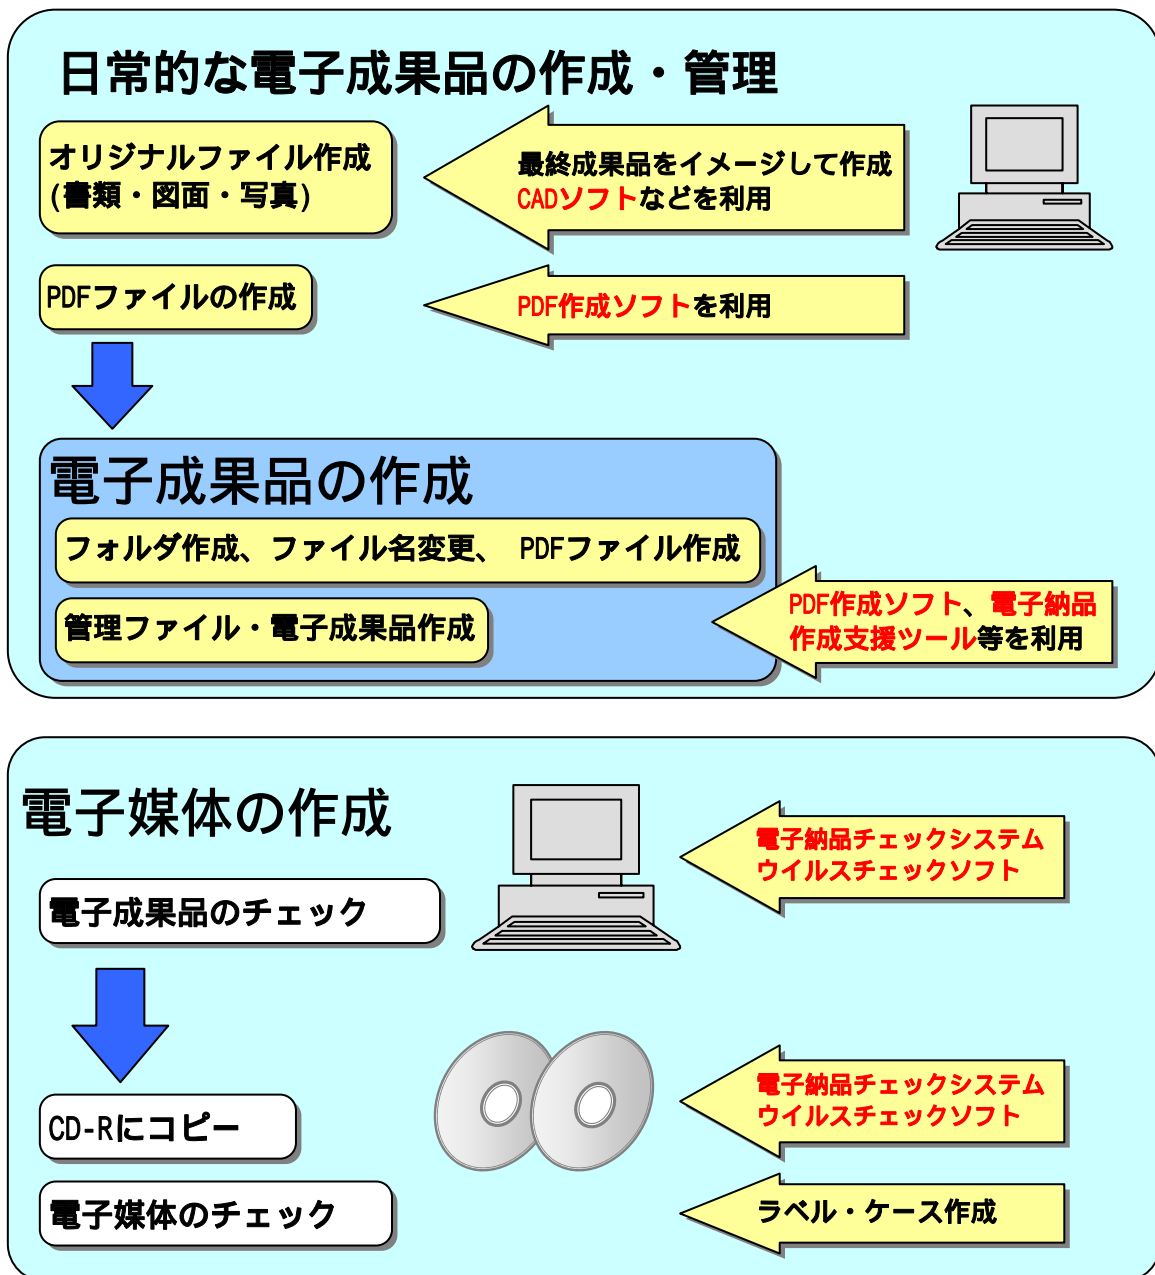 日常的な電子成果品の作成・管理
オリジナルファイル作成
(書類・図面・写真)
最終成果品をイメージして作成
CADソフトなどを利用
PDFファイルの作成
PDF作成ソフトを利用
電子成果品の作成
フォルダ作成、ファイル名変更、 PDFファイル作成
管理ファイル・電子成果品作成
PDF作成ソフト、電子納品
作成支援ツール等を利用
電子媒体の作成
電子納品チェックシステム
ウイルスチェックソフト
電子成果品のチェック
CD-Rにコピー
電子納品チェックシステム
ウイルスチェックソフト
電子媒体のチェック
ラベル・ケース作成